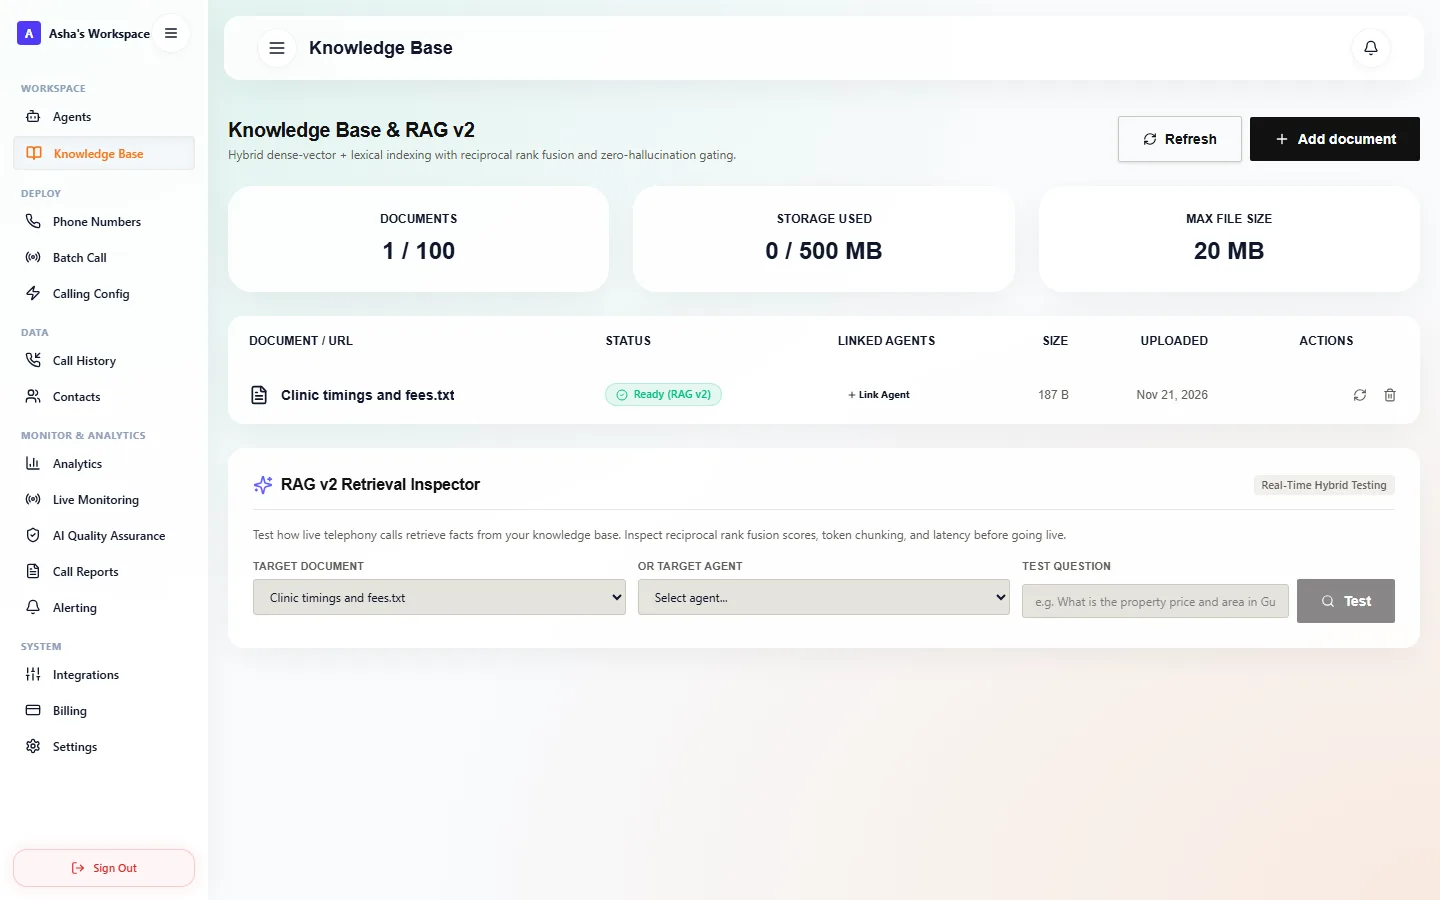 A Asha's Workspace
WORKSPACE
Agents
Knowledge Base
DEPLOY
Phone Numbers
Batch Call
Calling Config
DATA
Call History
Contacts
MONITOR & ANALYTICS
Analytics
Live Monitoring
AI Quality Assurance
Call Reports
Alerting
SYSTEM
Integrations
Billing
Settings
Sign Out
Knowledge Base
Knowledge Base & RAG v2
Hybrid dense-vector + lexical indexing with reciprocal rank fusion and zero-hallucination gating.
Refresh
+ Add document
DOCUMENTS
1 / 100
STORAGE USED
0 / 500 MB
MAX FILE SIZE
20 MB
DOCUMENT / URL STATUS LINKED AGENTS SIZE UPLOADED ACTIONS
Clinic timings and fees.txt Ready (RAG v2) + Link Agent 187 B Nov 21, 2026
RAG v2 Retrieval Inspector
Real-Time Hybrid Testing
Test how live telephony calls retrieve facts from your knowledge base. Inspect reciprocal rank fusion scores, token chunking, and latency before going live.
TARGET DOCUMENT OR TARGET AGENT TEST QUESTION
Clinic timings and fees.txt Select agent... e.g. What is the property price and area in Gu Test